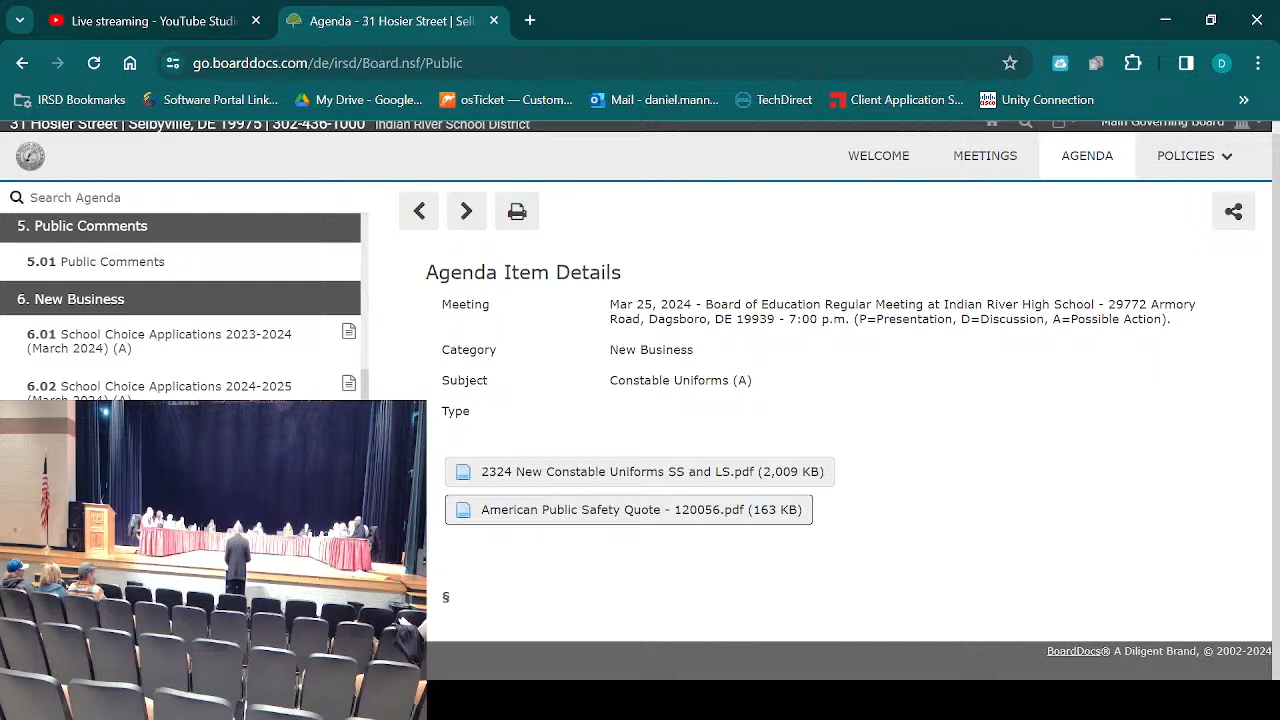 Live streaming - YouTube Studi
Agenda - 31 Hosier Street | Sel
go.boarddocs.com/de/irsd/Board.nsf/Public
D
IRSD Bookmarks
Software Portal Link...
My Drive - Google...
osTicket — Custom...
Mail - daniel.mann...
TechDirect
Client Application S...
Unity Connection
31 Hosier Street | Selbyville, DE 19975 | 302-436-1000 Indian River School District
Main Governing Board
WELCOME
MEETINGS
AGENDA
POLICIES
Search Agenda
5. Public Comments
5.01 Public Comments
6. New Business
6.01 School Choice Applications 2023-2024
(March 2024) (A)
6.02 School Choice Applications 2024-2025
(March 2024) (A)
Agenda Item Details
Meeting
Mar 25, 2024 - Board of Education Regular Meeting at Indian River High School - 29772 Armory
Road, Dagsboro, DE 19939 - 7:00 p.m. (P=Presentation, D=Discussion, A=Possible Action).
Category
New Business
Subject
Constable Uniforms (A)
Type
2324 New Constable Uniforms SS and LS.pdf (2,009 KB)
American Public Safety Quote - 120056.pdf (163 KB)
§
BoardDocs® A Diligent Brand, © 2002-2024